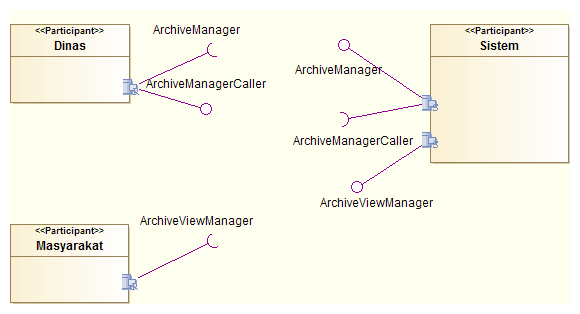 <<Participant>>
Dinas
ArchiveManager
ArchiveManagerCaller
<<Participant>>
Sistem
ArchiveManager
ArchiveManagerCaller
ArchiveViewManager
<<Participant>>
Masyarakat
ArchiveViewManager